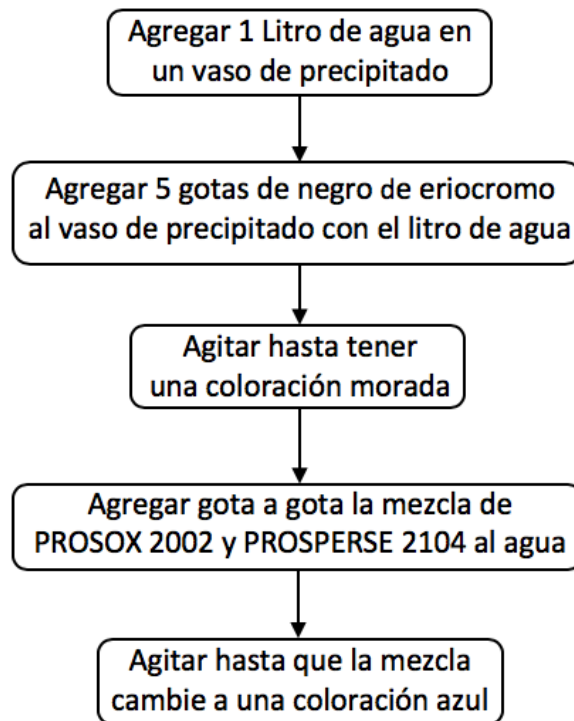 Agregar 1 Litro de agua en
un vaso de precipitado
Agregar 5 gotas de negro de eriocromo
al vaso de precipitado con el litro de agua
Agitar hasta tener
una coloración morada
Agregar gota a gota la mezcla de
PROSOX 2002 y PROSPERSE 2104 al agua
Agitar hasta que la mezcla
cambie a una coloración azul